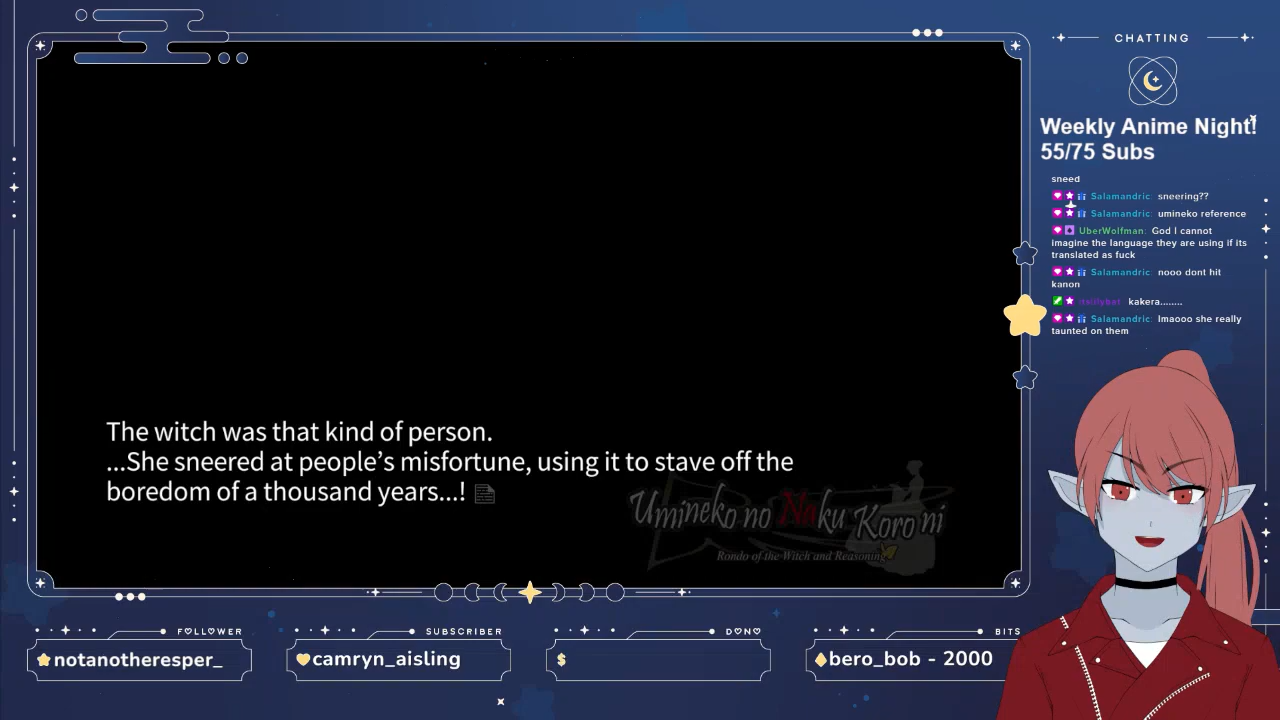 CHATTING
Weekly Anime Night!
55/75 Subs
sneed
Salamandric: sneering??
Salamandric: umineko reference
UberWolfman: God I cannot
imagine the language they are using if its
translated as fuck
Salamandric: nooo dont hit
kanon
itsillybat kakera........
Salamandric: lmaooo she really
taunted on them
The witch was that kind of person.
...She sneered at people's misfortune, using it to stave off the
boredom of a thousand years...!
Umineko no Naku Koro ni
Rondo of the Witch and Reasoning
FOLLOWER
notanotheresper_
SUBSCRIBER
camryn_aisling
DONO
$
BITS
bero_bob - 2000